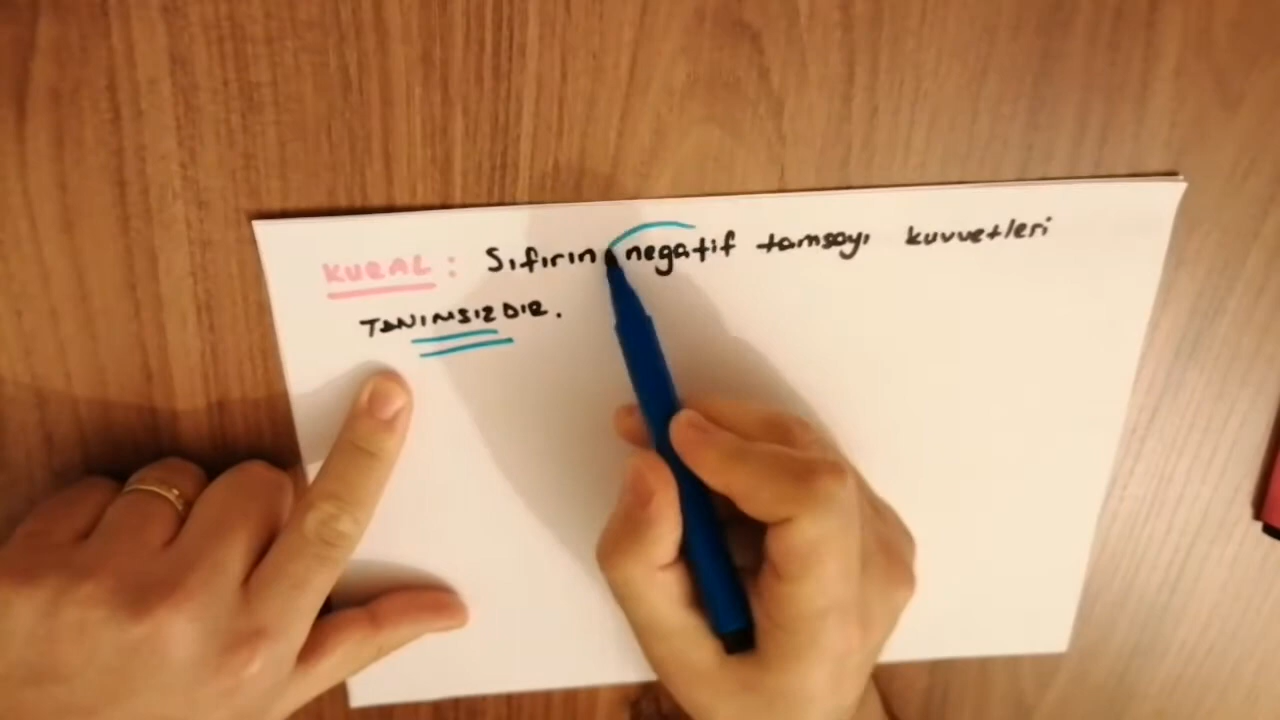 KURAL : Sıfırın negatif tamsayı kuvvetleri
TANIMSIZDIR.